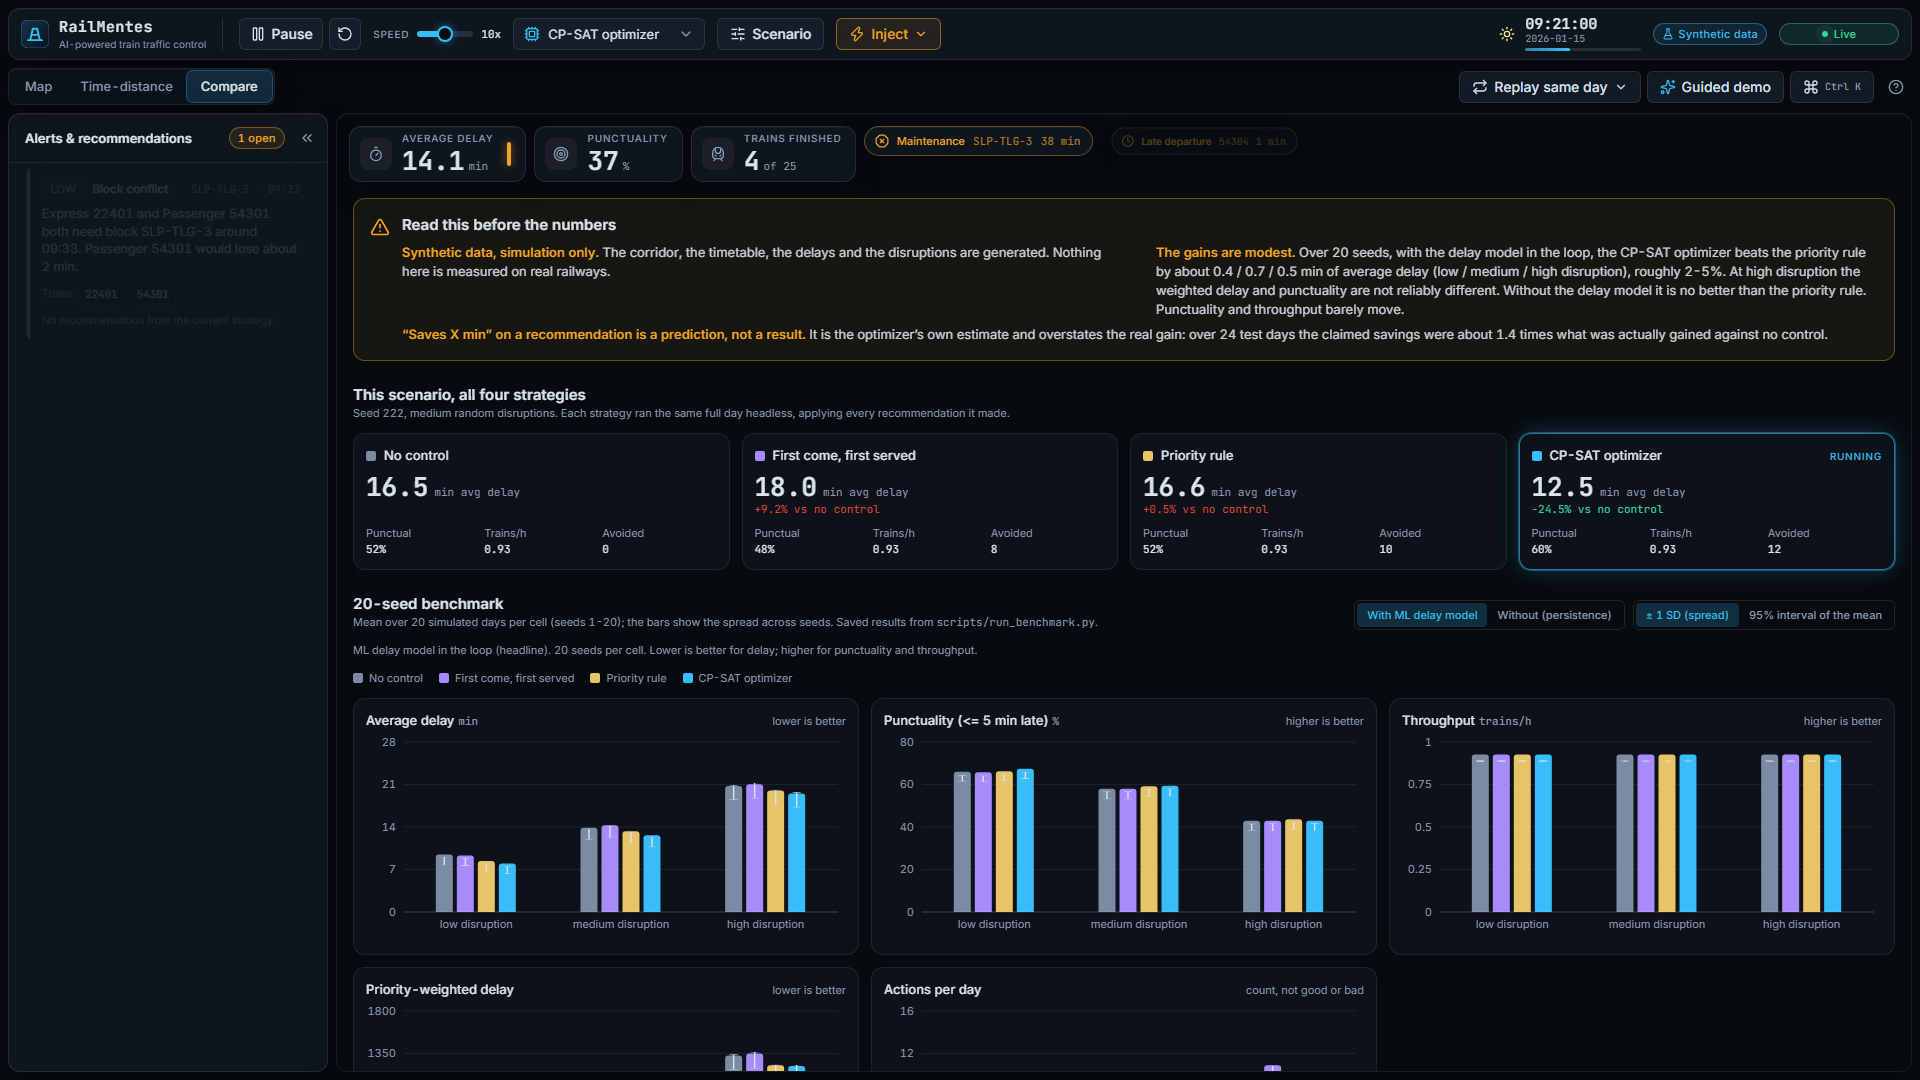 RailMentes
AI-powered train traffic control
Pause
SPEED
10x
CP-SAT optimizer
Scenario
Inject
09:21:00
2026-01-15
Synthetic data
Live
Map
Time-distance
Compare
Replay same day
Guided demo
Ctrl K
Alerts & recommendations
1 open
LOW Block conflict SLP-TLG-3 · 09:33
Express 22401 and Passenger 54301
both need block SLP-TLG-3 around
09:33. Passenger 54301 would lose about
2 min.
Trains 22401 54301
No recommendation from the current strategy.
AVERAGE DELAY
14.1 min
PUNCTUALITY
37 %
TRAINS FINISHED
4 of 25
Maintenance SLP-TLG-3 38 min
Late departure 54304 1 min
Read this before the numbers
Synthetic data, simulation only. The corridor, the timetable, the delays and the disruptions are generated. Nothing
here is measured on real railways.
The gains are modest. Over 20 seeds, with the delay model in the loop, the CP-SAT optimizer beats the priority rule
by about 0.4 / 0.7 / 0.5 min of average delay (low / medium / high disruption), roughly 2-5%. At high disruption the
weighted delay and punctuality are not reliably different. Without the delay model it is no better than the priority rule.
Punctuality and throughput barely move.
“Saves X min” on a recommendation is a prediction, not a result. It is the optimizer’s own estimate and overstates the real gain: over 24 test days the claimed savings were about 1.4 times what was actually gained against no control.
This scenario, all four strategies
Seed 222, medium random disruptions. Each strategy ran the same full day headless, applying every recommendation it made.
No control
16.5 min avg delay
Punctual Trains/h Avoided
52% 0.93 0
First come, first served
18.0 min avg delay
+9.2% vs no control
Punctual Trains/h Avoided
48% 0.93 8
Priority rule
16.6 min avg delay
+0.5% vs no control
Punctual Trains/h Avoided
52% 0.93 10
CP-SAT optimizer RUNNING
12.5 min avg delay
-24.5% vs no control
Punctual Trains/h Avoided
60% 0.93 12
20-seed benchmark
Mean over 20 simulated days per cell (seeds 1-20); the bars show the spread across seeds. Saved results from scripts/run_benchmark.py.
With ML delay model Without (persistence) ± 1 SD (spread) 95% interval of the mean
ML delay model in the loop (headline). 20 seeds per cell. Lower is better for delay; higher for punctuality and throughput.
No control First come, first served Priority rule CP-SAT optimizer
Average delay min lower is better
28
21
14
7
0
low disruption medium disruption high disruption
Punctuality (<= 5 min late) % higher is better
80
60
40
20
0
low disruption medium disruption high disruption
Throughput trains/h higher is better
1
0.75
0.5
0.25
0
low disruption medium disruption high disruption
Priority-weighted delay lower is better
1800
1350
Actions per day count, not good or bad
16
12